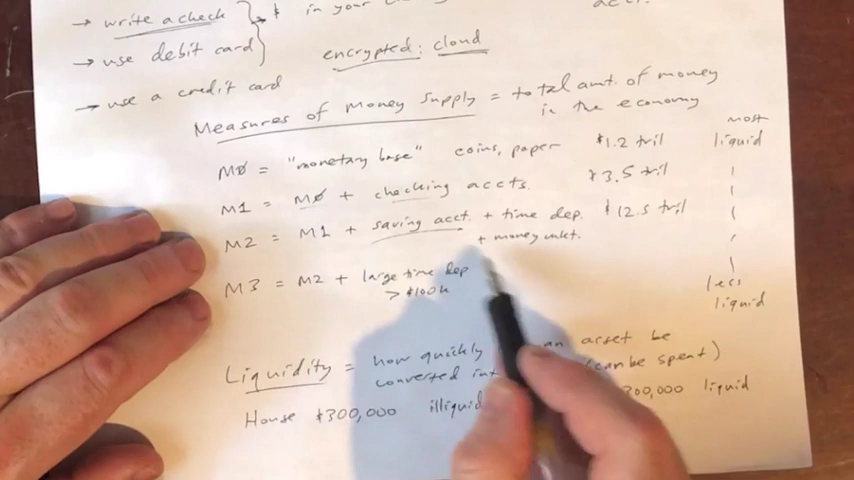 → write a check
$ in your
acct.
→ use debit card
encrypted: cloud
→ use a credit card
Measures of Money Supply = total amt. of money
in the economy
most
liquid
MØ = "monetary base" coins, paper $1.2 tril
M1 = MØ + checking accts. $3.5 tril
M2 = M1 + saving acct. + time dep. $12.5 tril
+ money mkt.
M3 = M2 + large time dep
> $100k
less
liquid
Liquidity = how quickly an asset be
converted int (can be spent)
House $300,000 illiquid 300,000 liquid